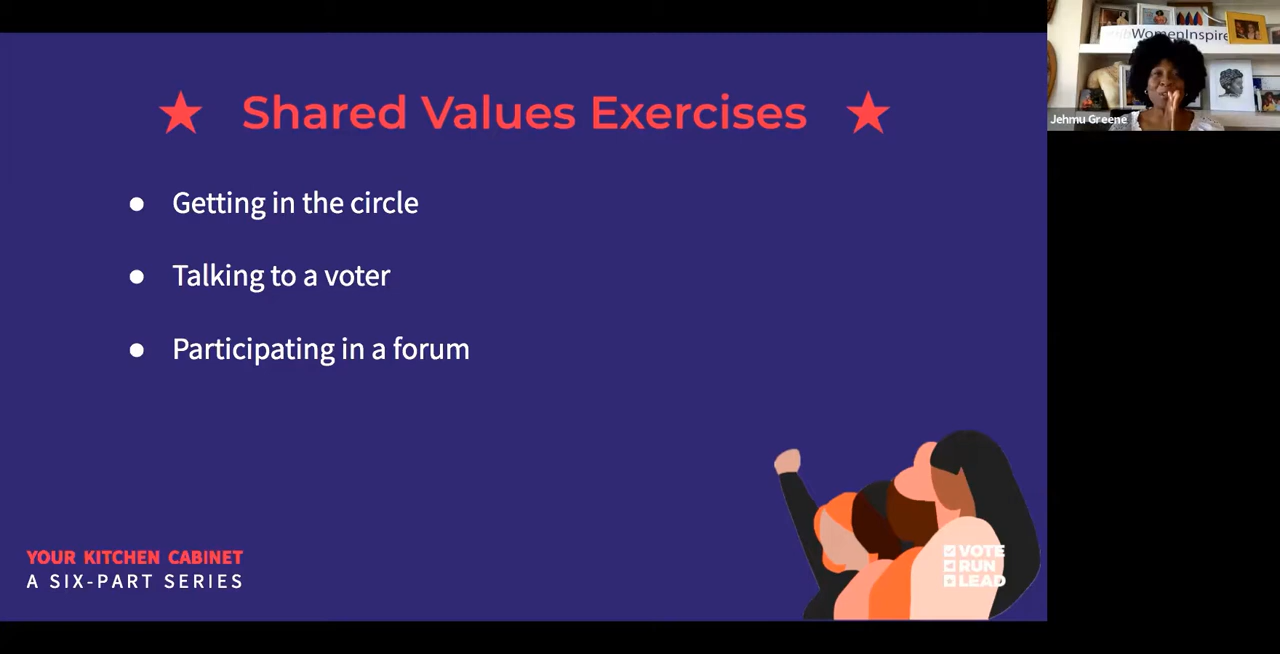 Shared Values Exercises
Getting in the circle
Talking to a voter
Participating in a forum
YOUR KITCHEN CABINET
A SIX-PART SERIES
VOTE
RUN
LEAD
WomenInspire
Jehmu Greene